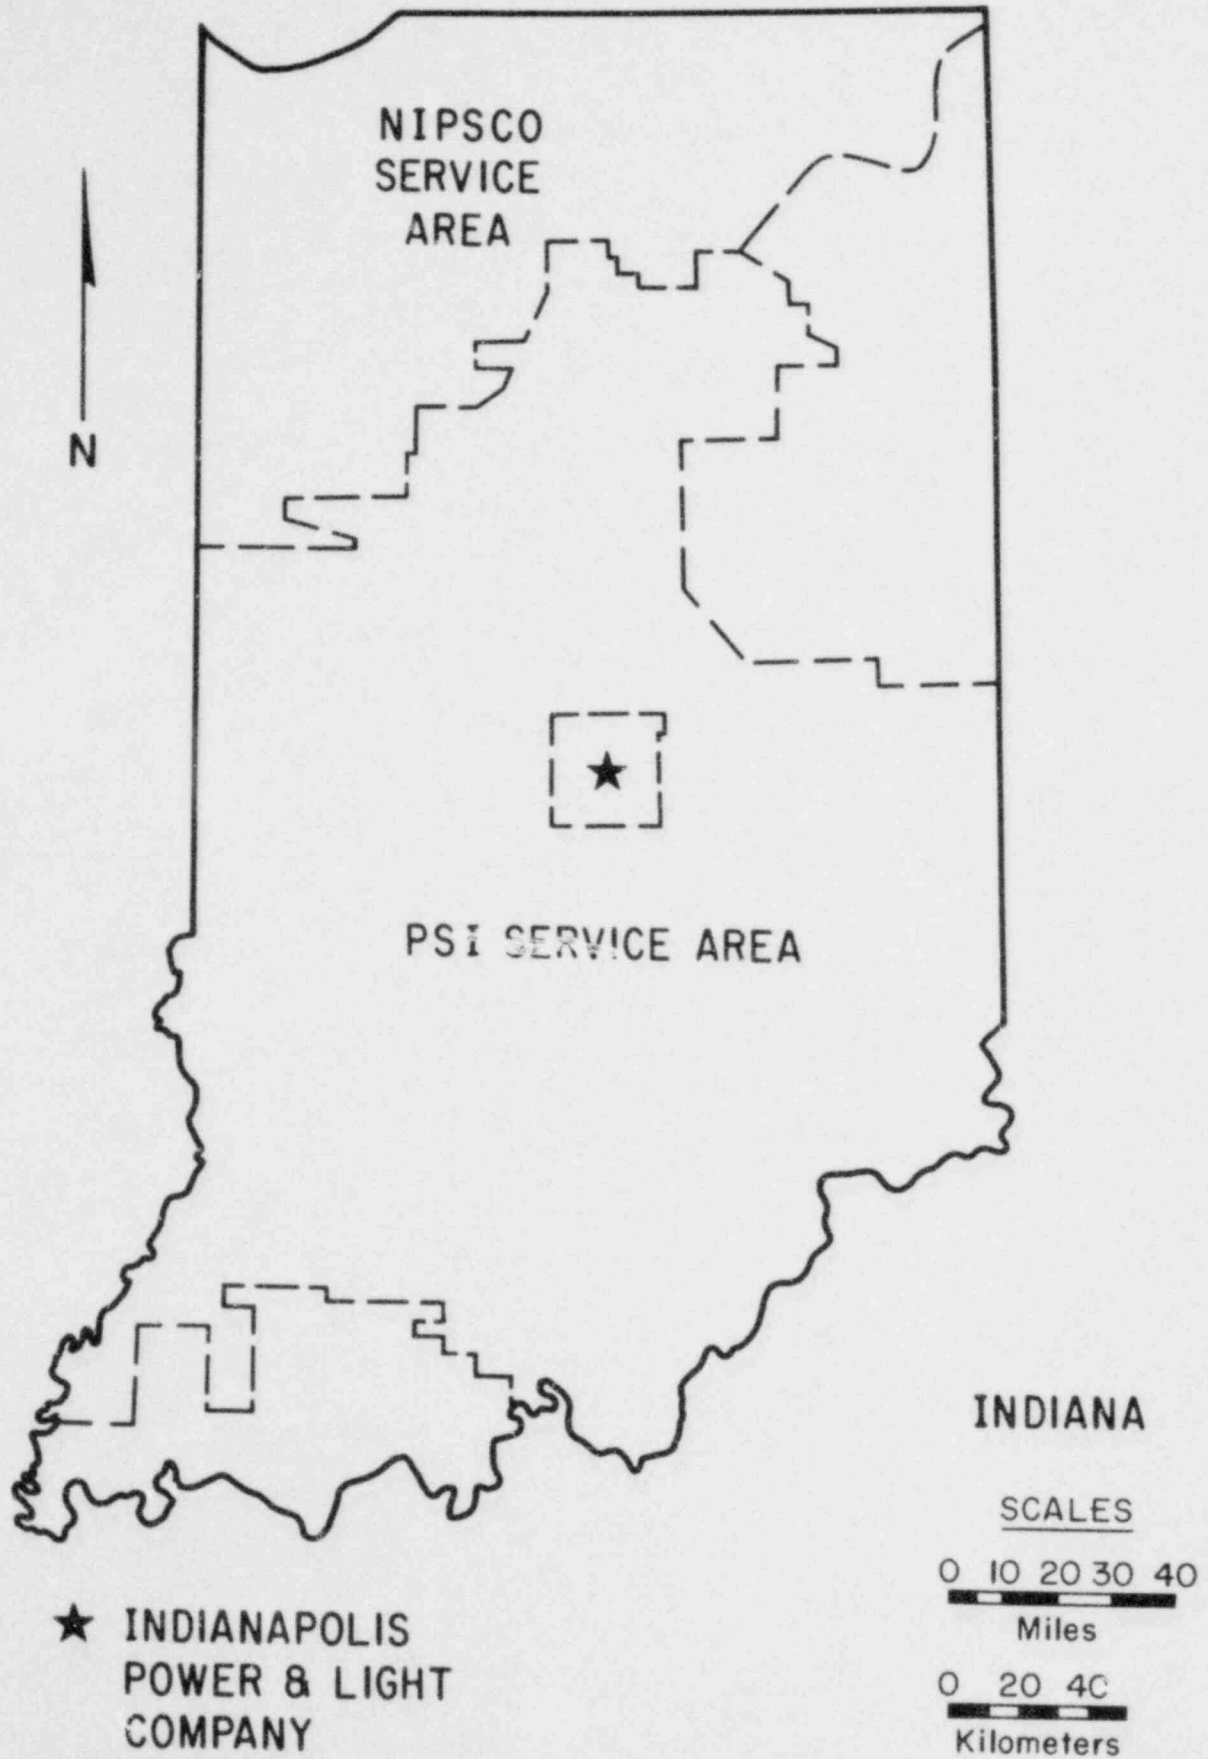 NIPSCO
SERVICE
AREA
N
PSI SERVICE AREA
INDIANA
SCALES
0 10 20 30 40
Miles
0 20 40
Kilometers
★ INDIANAPOLIS
POWER & LIGHT
COMPANY